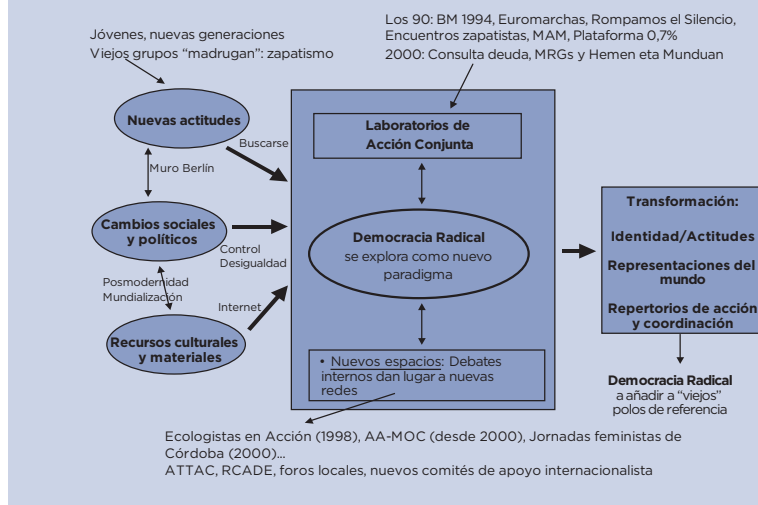 Jóvenes, nuevas generaciones
Viejos grupos “madrugan”: zapatismo
Los 90: BM 1994, Euromarchas, Rompamos el Silencio,
Encuentros zapatistas, MAM, Plataforma 0,7%
2000: Consulta deuda, MRGs y Hemen eta Munduan
Nuevas actitudes
Buscarse
Muro Berlín
Cambios sociales
y políticos
Control
Desigualdad
Posmodernidad
Mundialización
Internet
Recursos culturales
y materiales
Laboratorios de
Acción Conjunta
Democracia Radical
se explora como nuevo
paradigma
• Nuevos espacios: Debates
internos dan lugar a nuevas
redes
Transformación:
Identidad/Actitudes
Representaciones del
mundo
Repertorios de acción
y coordinación
Democracia Radical
a añadir a “viejos”
polos de referencia
Ecologistas en Acción (1998), AA-MOC (desde 2000), Jornadas feministas de
Córdoba (2000)...
ATTAC, RCADE, foros locales, nuevos comités de apoyo internacionalista